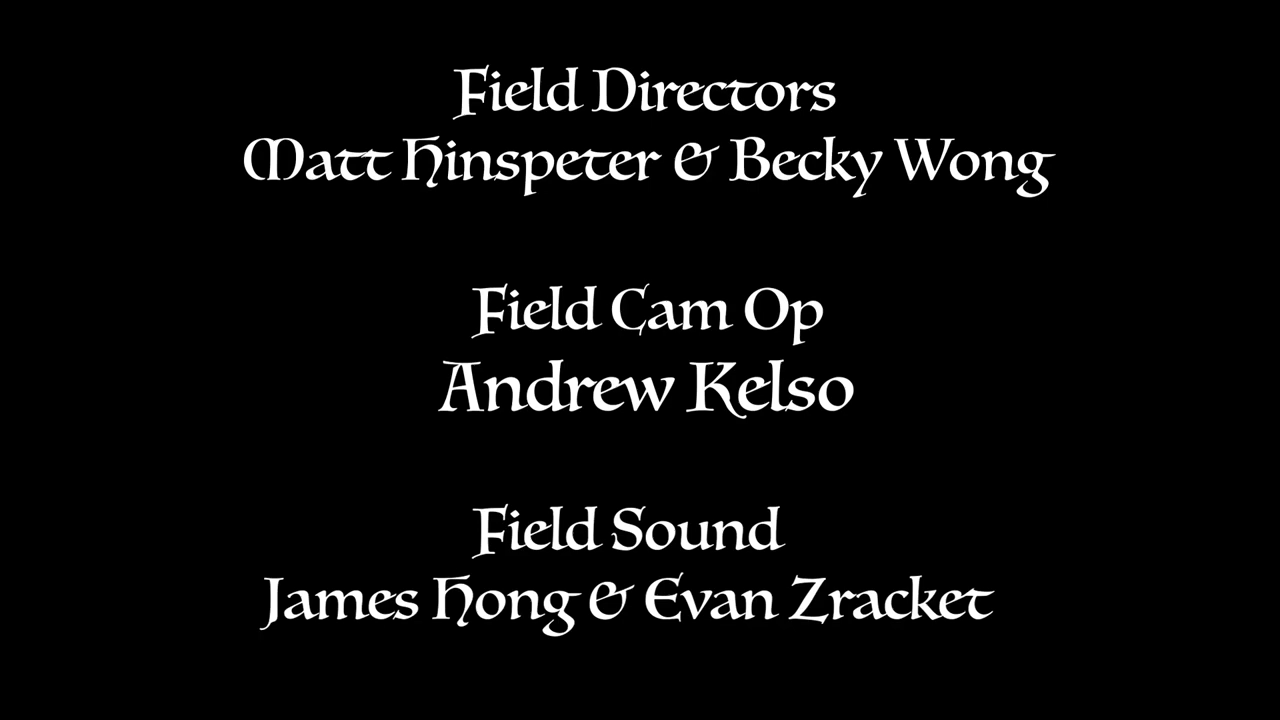 Field Directors
Matt Hinspeter & Becky Wong
Field Cam Op
Andrew Kelso
Field Sound
James Hong & Evan Zracket